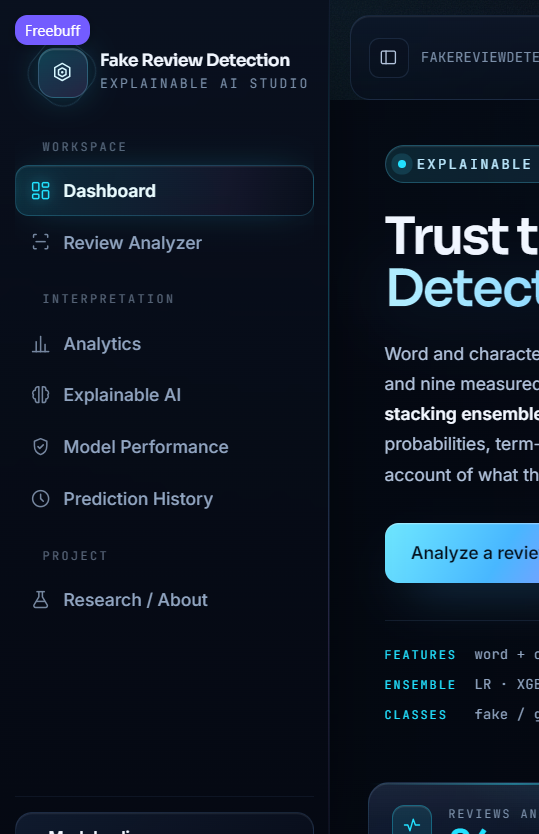 Freebuff
Fake Review Detection
EXPLAINABLE AI STUDIO
WORKSPACE
Dashboard
Review Analyzer
INTERPRETATION
Analytics
Explainable AI
Model Performance
Prediction History
PROJECT
Research / About
FAKEREVIEWDETE
EXPLAINABLE
Trust t
Detect
Word and characte
and nine measured
stacking ensemble
probabilities, term-
account of what th
Analyze a revie
FEATURES word +
ENSEMBLE LR · XGB
CLASSES fake / g
REVIEWS AN